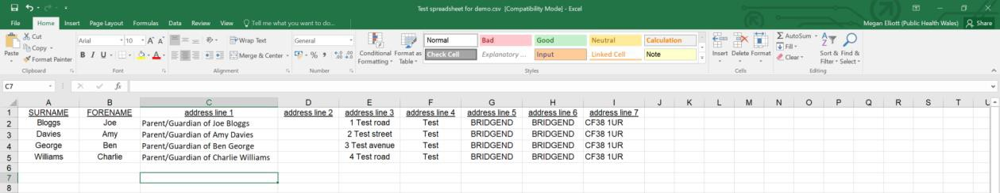 Test spreadsheet for demo.csv [Compatibility Mode] - Excel
File Home Insert Page Layout Formulas Data Review View Tell me what you want to do... Megan Elliott (Public Health Wales) Share
Cut AutoSum
Arial 10 A A Wrap Text General Normal Bad Good Neutral Calculation
Copy Fill
Paste Format Painter B I U A Merge & Center % , Conditional Formatting Format as Table Check Cell Explanatory ... Input Linked Cell Note Insert Delete Format Clear Sort & Filter Find & Select
Clipboard Font Alignment Number Styles Cells Editing
C7 fx
A B C D E F G H I J K L M N O P Q R S T U
1 SURNAME FORENAME address line 1 address line 2 address line 3 address line 4 address line 5 address line 6 address line 7
2 Bloggs Joe Parent/Guardian of Joe Bloggs 1 Test road Test BRIDGEND BRIDGEND CF38 1UR
3 Davies Amy Parent/Guardian of Amy Davies 2 Test street Test BRIDGEND BRIDGEND CF38 1UR
4 George Ben Parent/Guardian of Ben George 3 Test avenue Test BRIDGEND BRIDGEND CF38 1UR
5 Williams Charlie Parent/Guardian of Charlie Williams 4 Test road Test BRIDGEND BRIDGEND CF38 1UR
6
7
8